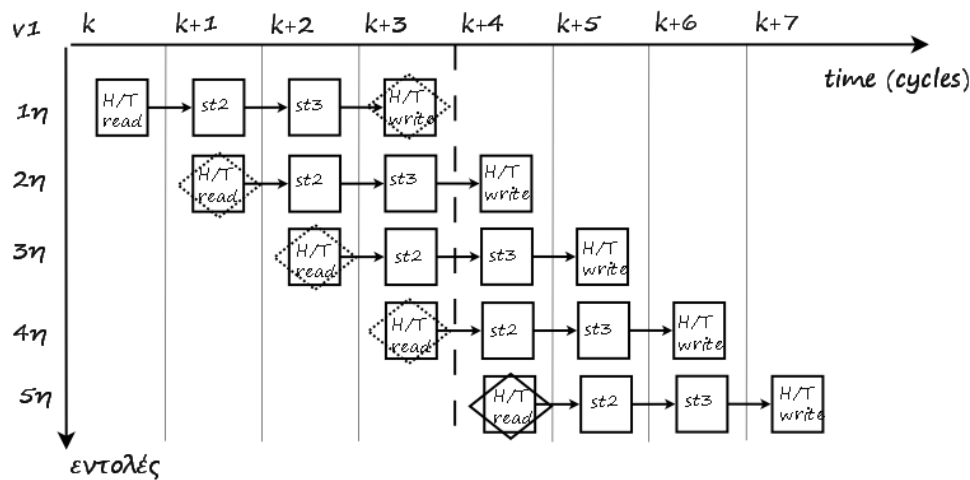 v1 k k+1 k+2 k+3 k+4 k+5 k+6 k+7
time (cycles)
1η H/T read st2 st3 H/T write
2η H/T read st2 st3 H/T write
3η H/T read st2 st3 H/T write
4η H/T read st2 st3 H/T write
5η H/T read st2 st3 H/T write
εντολές